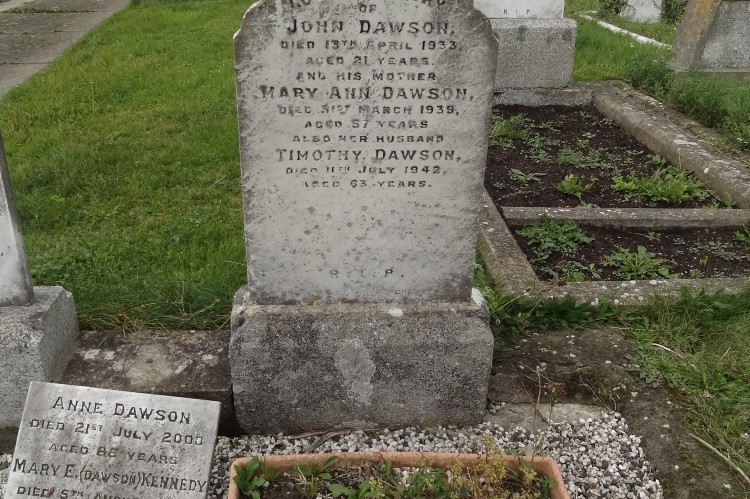 OF
JOHN DAWSON,
DIED 13TH APRIL 1933
AGED 21 YEARS.
AND HIS MOTHER
MARY ANN DAWSON,
DIED 31ST MARCH 1939,
AGED 57 YEARS
ALSO HER HUSBAND
TIMOTHY DAWSON,
DIED 11TH JULY 1942,
AGED 63 YEARS.
R. I. P.
R. I. P.
ANNE DAWSON
DIED 21ST JULY 2000
AGED 86 YEARS
MARY E. (DAWSON) KENNEDY
DIED 5TH